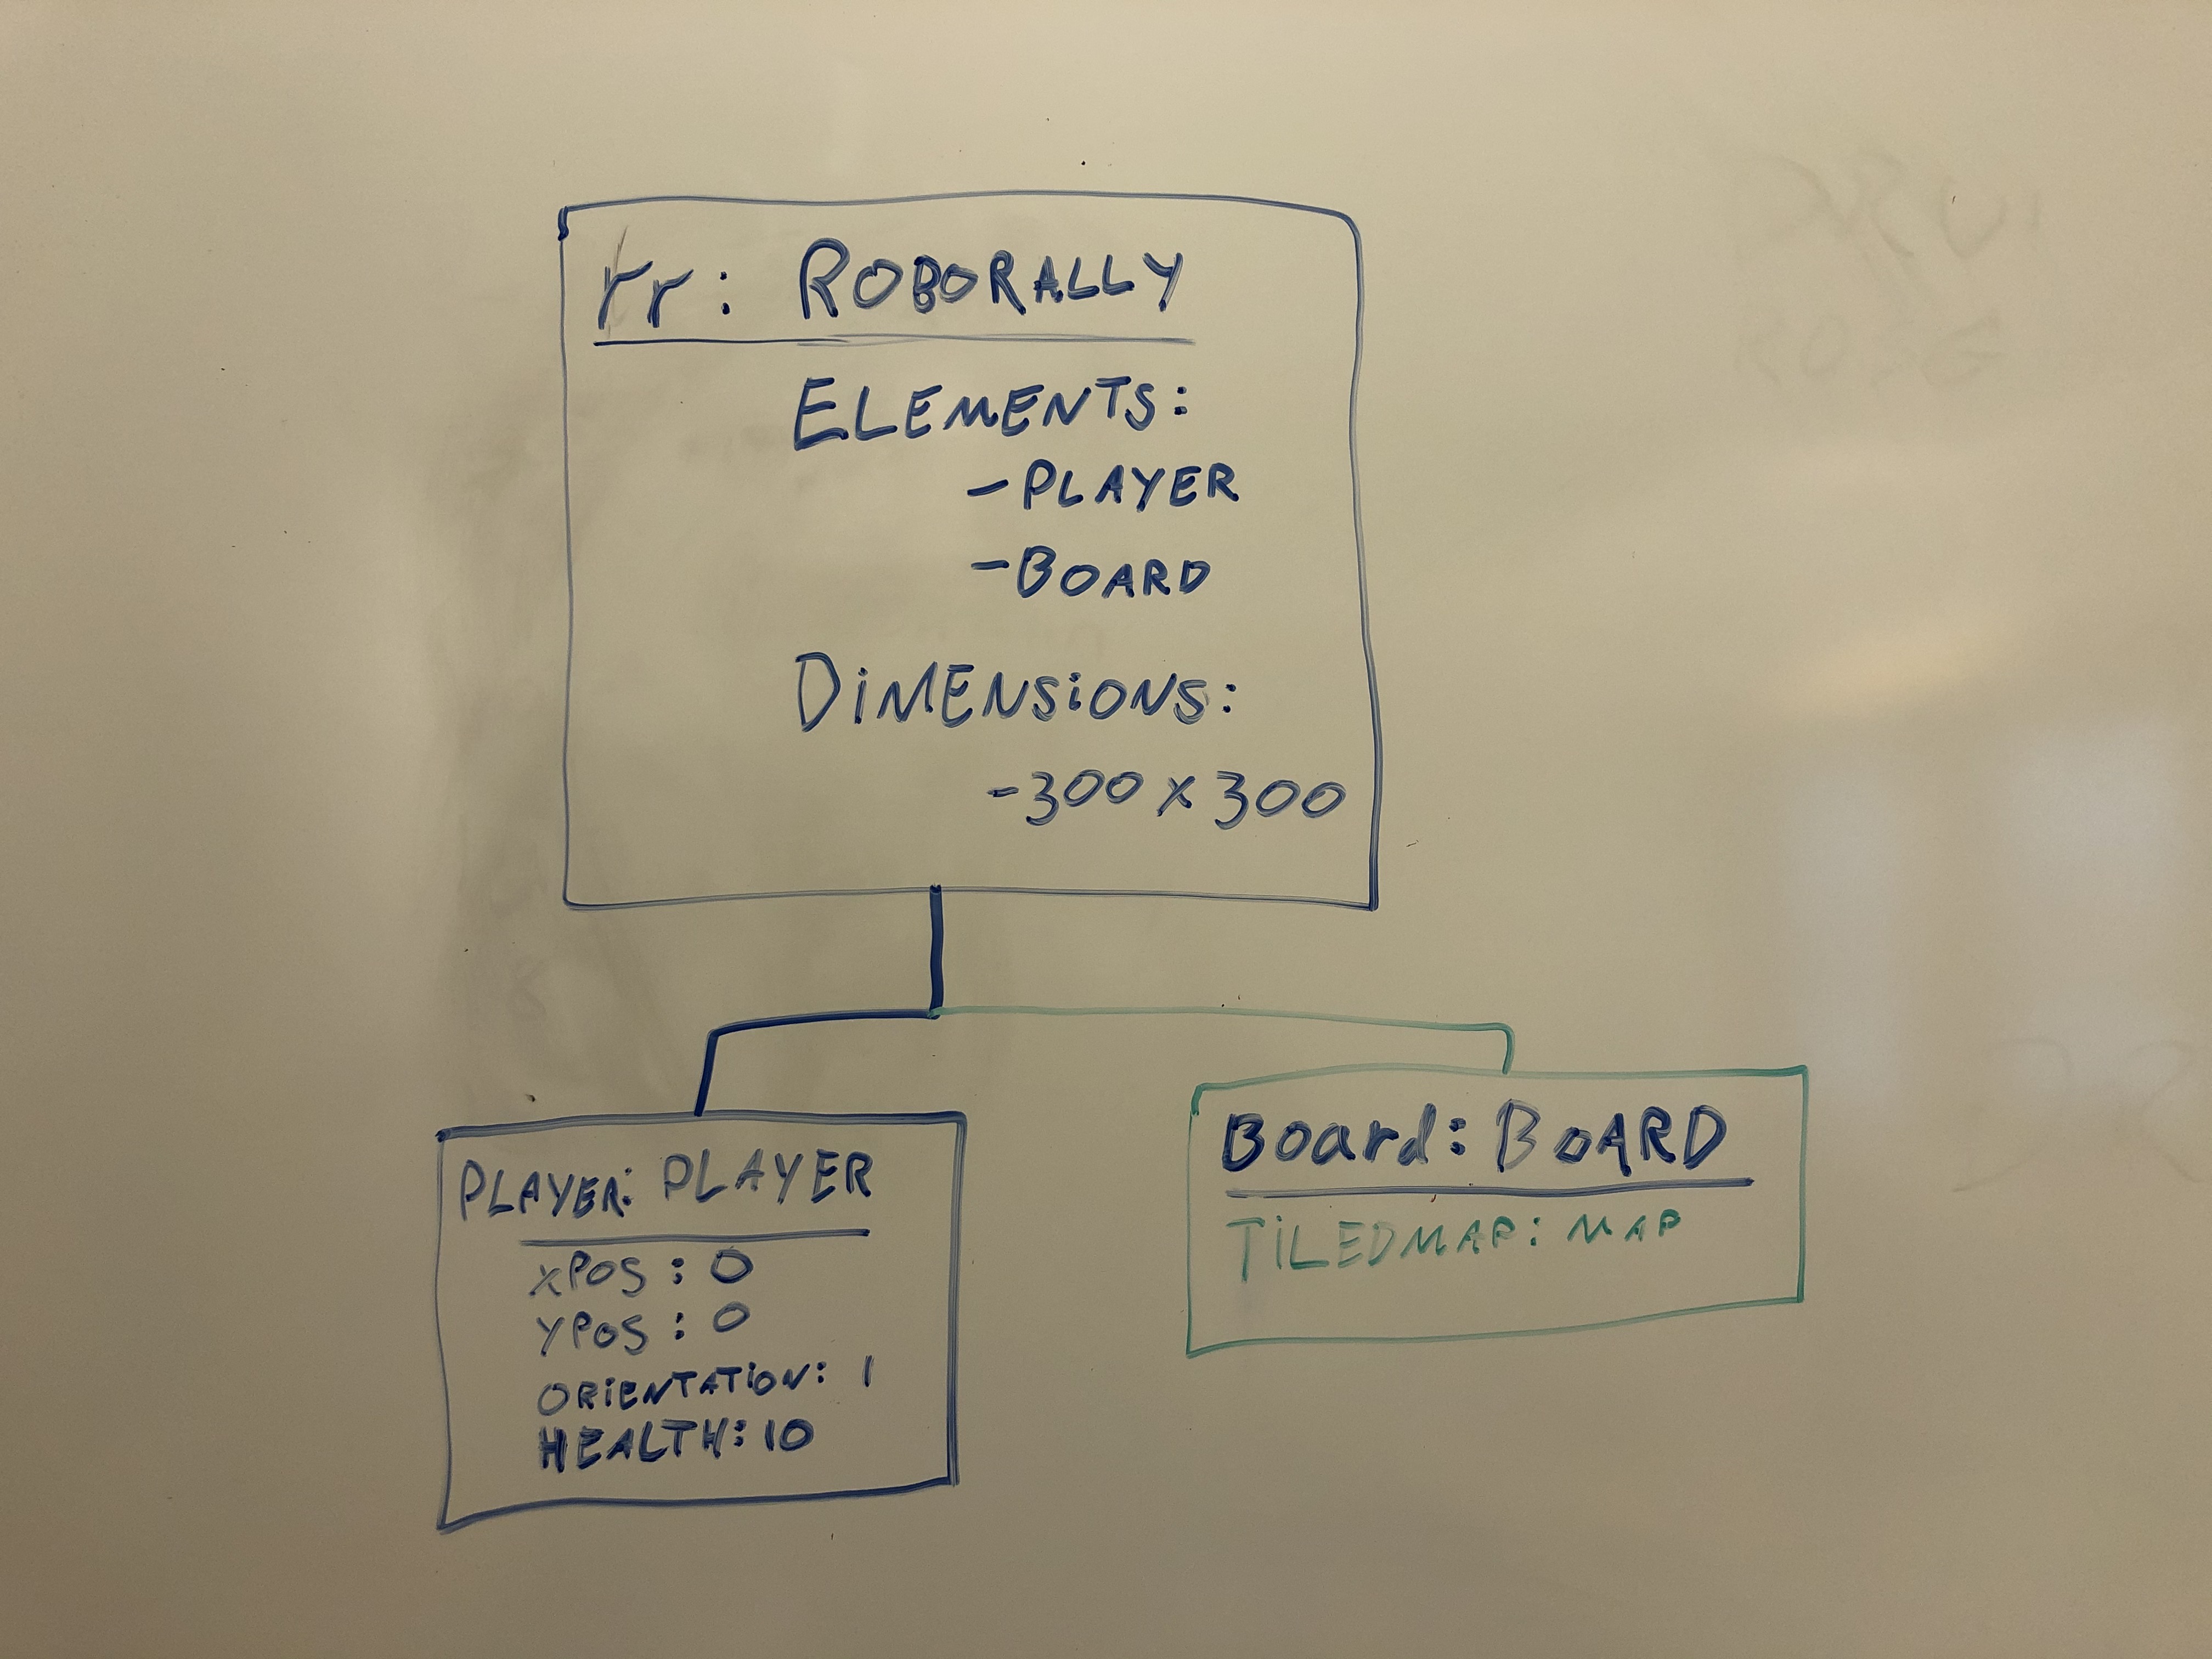 rr: ROBORALLY
ELEMENTS:
- PLAYER
- BOARD
DiMENSiONS:
- 300 x 300
PLAYER: PLAYER
XPOS: 0
YPOS: 0
ORiENTATiON: 1
HEALTH: 10
Board: BoARD
TiLEDMAP: MAP